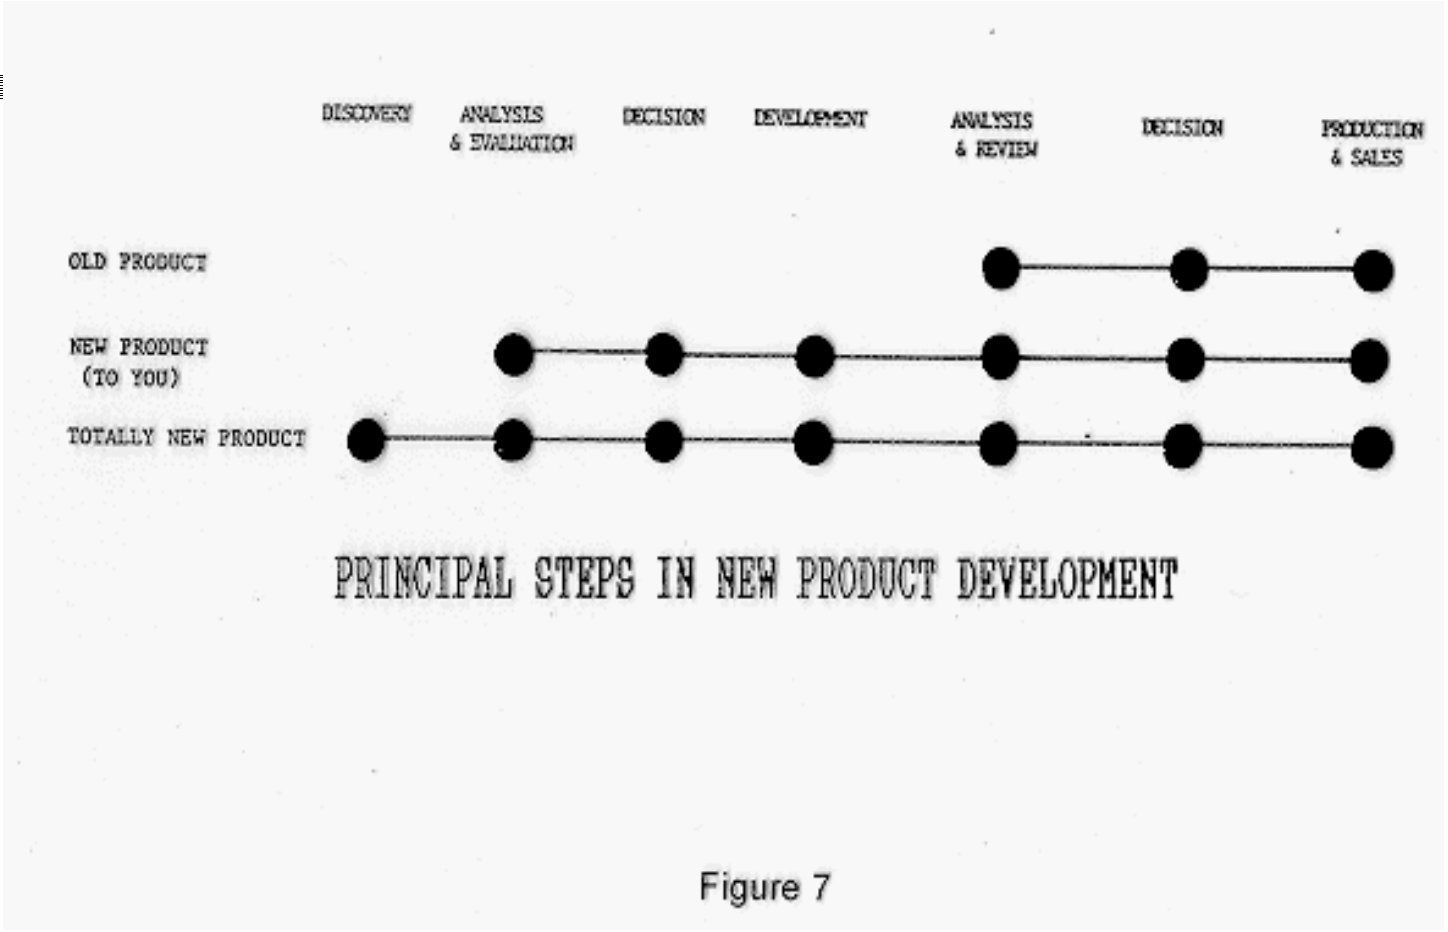 DISCOVERY
ANALYSIS
& EVALUATION
DECISION
DEVELOPMENT
ANALYSIS
& REVIEW
DECISION
PRODUCTION
& SALES
OLD PRODUCT
NEW PRODUCT
(TO YOU)
TOTALLY NEW PRODUCT
PRINCIPAL STEPS IN NEW PRODUCT DEVELOPMENT
Figure 7